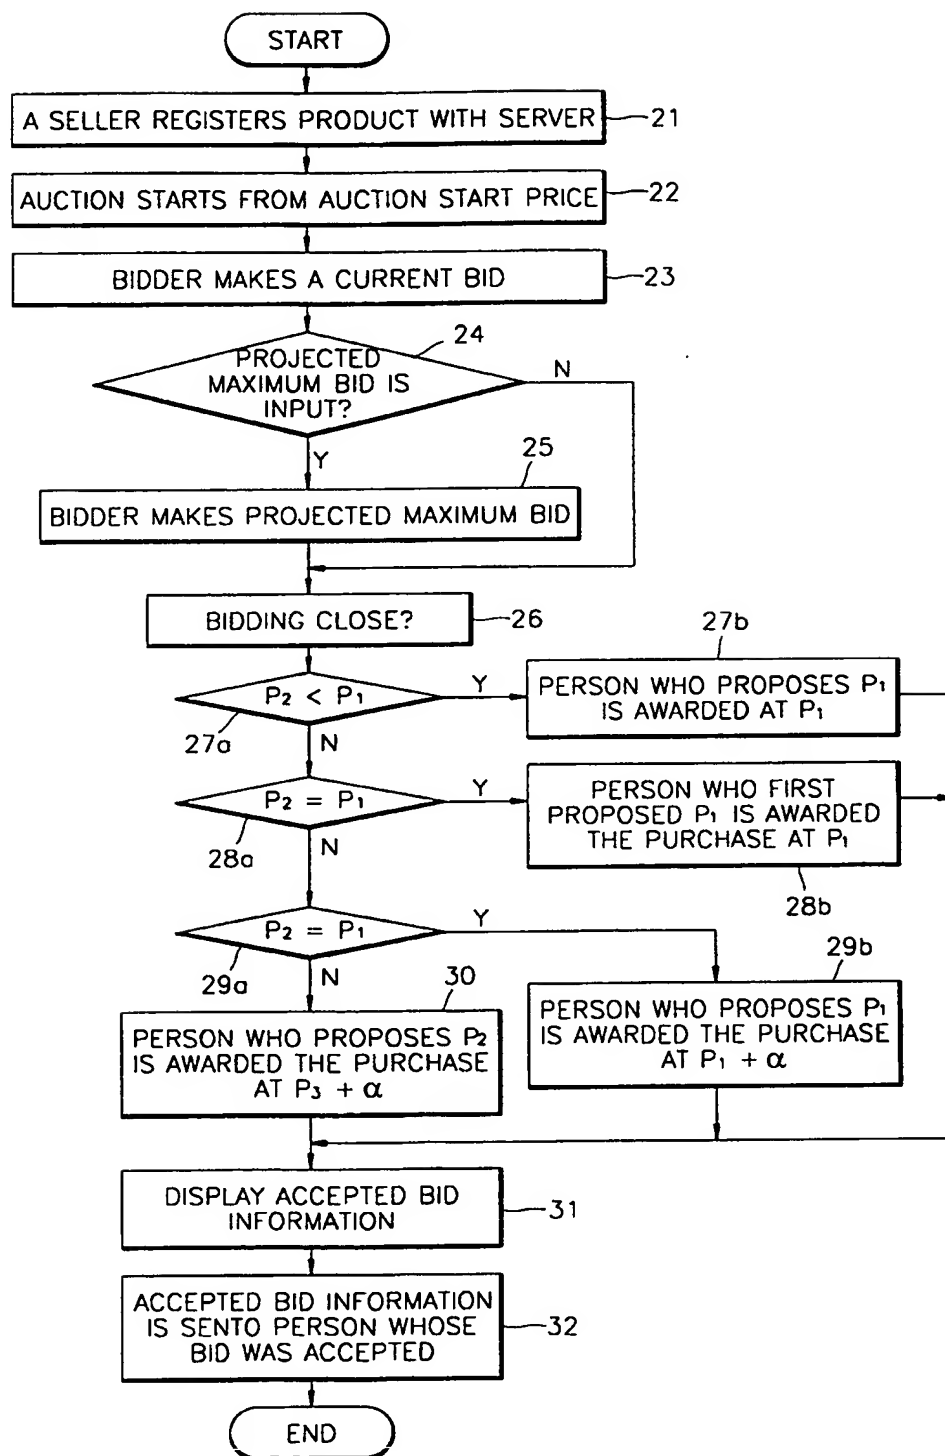 START
A SELLER REGISTERS PRODUCT WITH SERVER
21
AUCTION STARTS FROM AUCTION START PRICE
22
BIDDER MAKES A CURRENT BID
23
24
PROJECTED
MAXIMUM BID IS
INPUT?
N
Y
25
BIDDER MAKES PROJECTED MAXIMUM BID
BIDDING CLOSE?
26
27b
P₂ < P₁
Y
PERSON WHO PROPOSES P₁
IS AWARDED AT P₁
27a
N
P₂ = P₁
Y
PERSON WHO FIRST
PROPOSED P₁ IS AWARDED
THE PURCHASE AT P₁
28a
N
28b
P₂ = P₁
Y
29a
N
30
29b
PERSON WHO PROPOSES P₂
IS AWARDED THE PURCHASE
AT P₃ + α
PERSON WHO PROPOSES P₁
IS AWARDED THE PURCHASE
AT P₁ + α
DISPLAY ACCEPTED BID
INFORMATION
31
ACCEPTED BID INFORMATION
IS SENTO PERSON WHOSE
BID WAS ACCEPTED
32
END